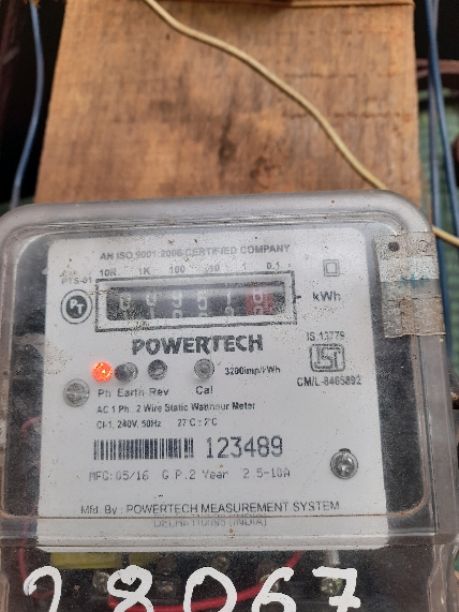 AN ISO 9001:2008 CERTIFIED COMPANY
10K 1K 100 10 1 0.1
PTS-01
PT
kWh
POWERTECH
3200imp/kWh
IS 13779
ISI
CM/L-8465892
Ph Earth Rev Cal
AC 1 Ph. 2 Wire Static Watthour Meter
Cl-1, 240V, 50Hz 27°C ± 2°C
123489
MFG:05/16 G.P.2 Year 2.5-10A
Mfd. By : POWERTECH MEASUREMENT SYSTEM
28067